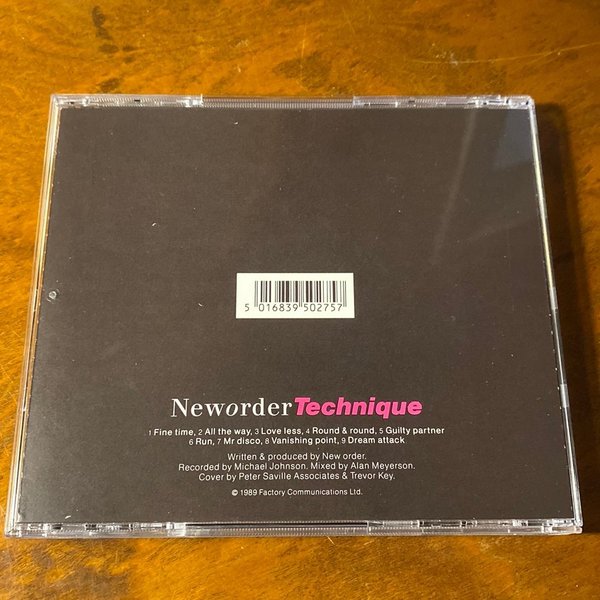 5 016839 502757
Neworder Technique
1 Fine time, 2 All the way, 3 Love less, 4 Round & round, 5 Guilty partner
6 Run, 7 Mr disco, 8 Vanishing point, 9 Dream attack
Written & produced by New order.
Recorded by Michael Johnson. Mixed by Alan Meyerson.
Cover by Peter Saville Associates & Trevor Key.
© 1989 Factory Communications Ltd.